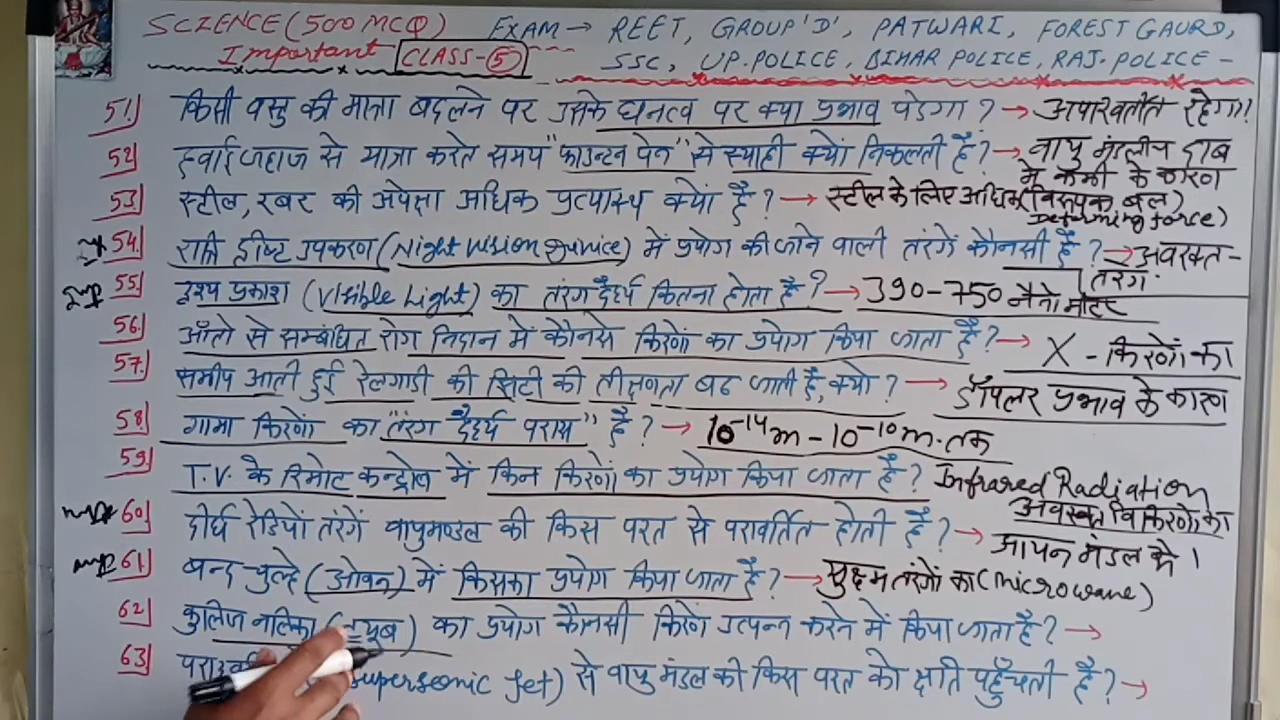 SCIENCE (500 MCQ) EXAM → REET, GROUP 'D', PATWARI, FOREST GAURD,
Important CLASS-5 SSC, UP. POLICE, BIHAR POLICE, RAJ. POLICE -
51] किसी वस्तु की मात्रा बदलने पर उसके घनत्व पर क्या प्रभाव पडेगा ? → अपरिवर्तित रहेगा।
52] हवाई जहाज से यात्रा करते समय "फाउन्टन पेन" से स्याही क्यों निकलती है? → वायु मंडलीय दाब
में कमी के कारण
53] स्टील, रबर की अपेक्षा अधिक प्रत्यास्थ क्यों है ? → स्टील के लिए अधिक (विरूपक बल)
Deforming force)
54] रात्रि दृष्टि उपकरण (Night Vision) में प्रयोग की जाने वाली तरंगें कौनसी है ? → अवरक्त -
तरंग.
55] दृश्य प्रकाश (Visible Light) का तरंग दैर्ध्य कितना होता है ? → 390-750 नैनो मीटर
56] आँतो से सम्बंधित रोग निदान में कौनसे किरणों का प्रयोग किया जाता है ? → X - किरणों का
57] समीप आती हुई रेलगाडी की सिटी की तीक्ष्णता बढ जाती है, क्यो ? → डॉपलर प्रभाव के कारण
58] गामा किरणों का "तरंग दैर्ध्य परास" है ? → 10⁻¹⁴m - 10⁻¹⁰m. तक
59] T.V. के रिमोट कन्ट्रोल में किन किरणों का प्रयोग किया जाता है ? Infrared Radiation
अवरक्त विकिरणों का
60] दीर्घ रेडियों तरंगें वायुमण्डल की किस परत से परावर्तित होती है ? → आयन मंडल से।
61] बन्द चुल्हे (ओवन) में किसका प्रयोग किया जाता है ? → सुक्ष्म तरंगों का (microwave)
62] कुलिज नलिका (ट्यूब) का प्रयोग कौनसी किरणें उत्पन्न करने में किया जाता है ? →
63] supersonic Jet) से वायु मंडल की किस परत को क्षति पहुँचती है ? →